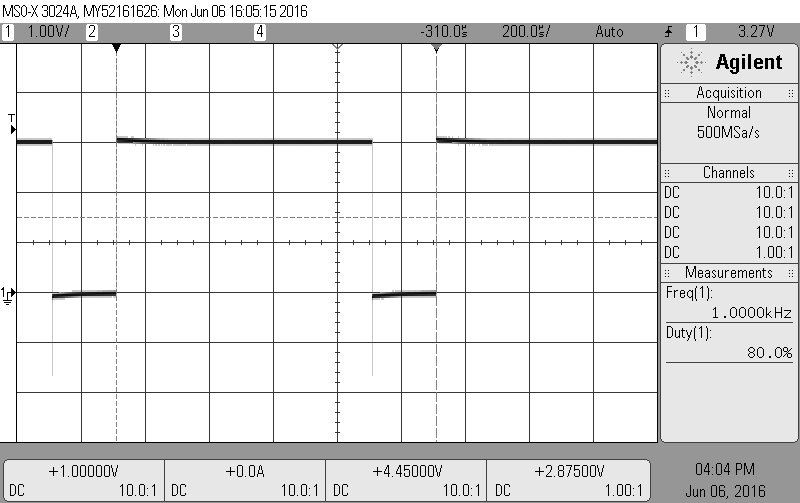 MSO-X 3024A, MY52161626: Mon Jun 06 16:05:15 2016
1 1.00V/ 2 3 4 -310.0µs 200.0µs/ Auto 1 3.27V
Agilent
Acquisition
Normal
500MSa/s
Channels
DC 10.0:1
DC 10.0:1
DC 10.0:1
DC 1.00:1
Measurements
Freq(1):
1.0000kHz
Duty(1):
80.0%
T
1
+1.00000V +0.0A +4.45000V +2.87500V
DC 10.0:1 DC 10.0:1 DC 10.0:1 DC 1.00:1
04:04 PM
Jun 06, 2016